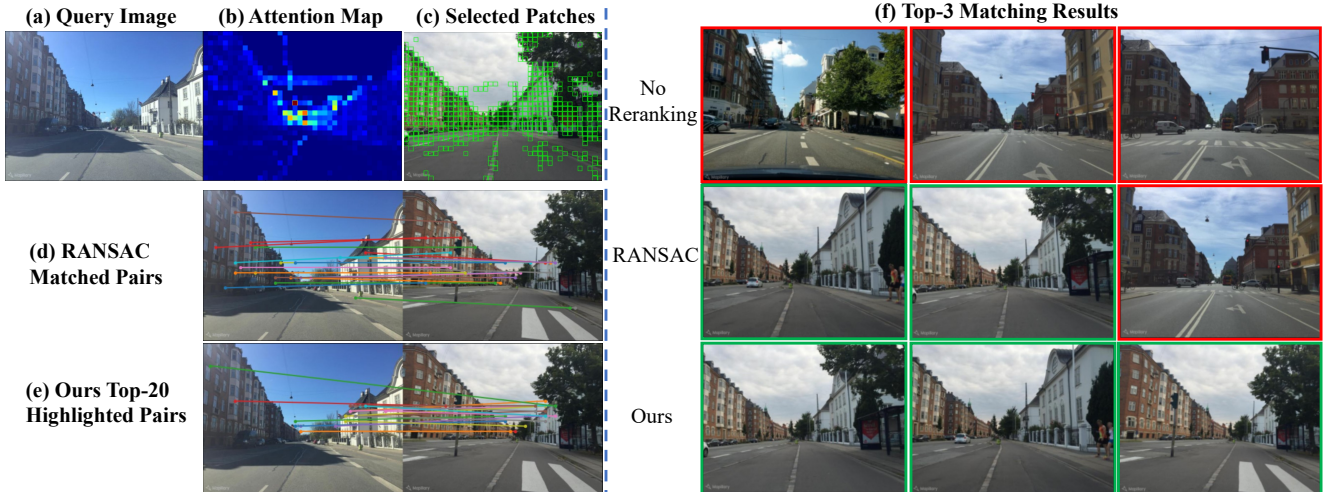 (a) Query Image
(b) Attention Map
(c) Selected Patches
(d) RANSAC
Matched Pairs
(e) Ours Top-20
Highlighted Pairs
(f) Top-3 Matching Results
No
Reranking
RANSAC
Ours